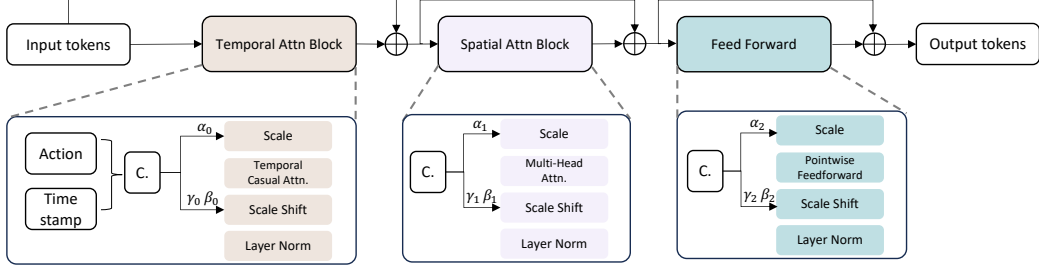 Input tokens
Temporal Attn Block
Spatial Attn Block
Feed Forward
Output tokens
Action
Time
stamp
C.
α₀
γ₀ β₀
Scale
Temporal
Casual Attn.
Scale Shift
Layer Norm
C.
α₁
γ₁ β₁
Scale
Multi-Head
Attn.
Scale Shift
Layer Norm
C.
α₂
γ₂ β₂
Scale
Pointwise
Feedforward
Scale Shift
Layer Norm